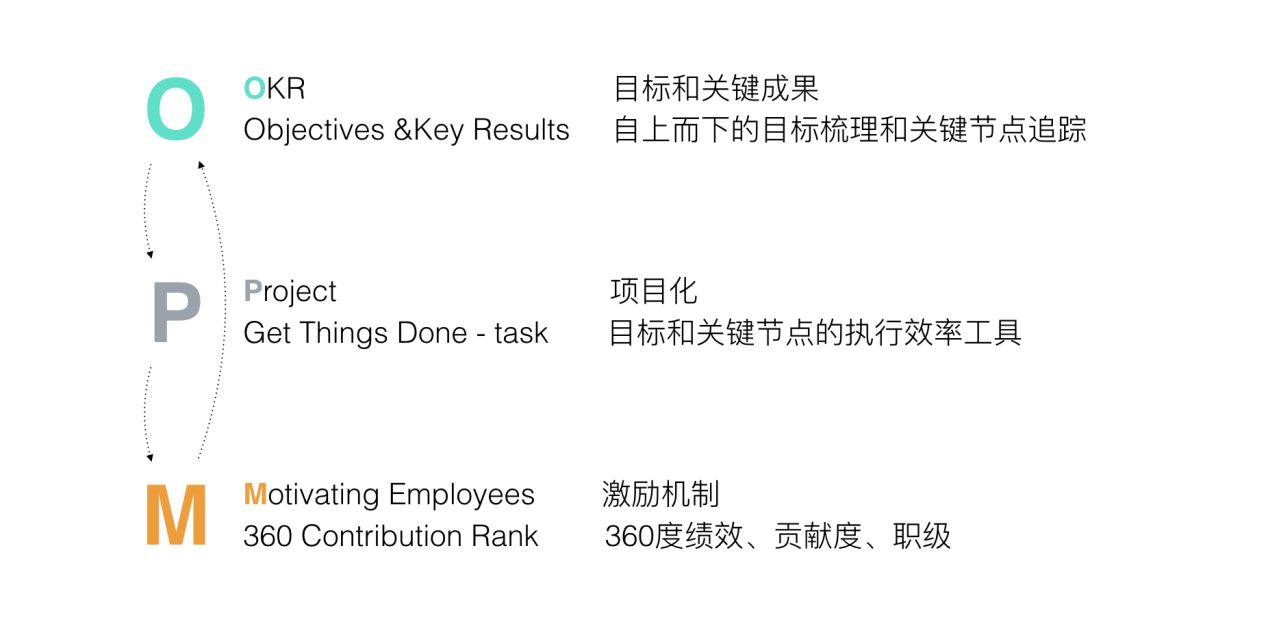 O
OKR 目标和关键成果
Objectives &Key Results 自上而下的目标梳理和关键节点追踪
P
Project 项目化
Get Things Done - task 目标和关键节点的执行效率工具
M
Motivating Employees 激励机制
360 Contribution Rank 360度绩效、贡献度、职级